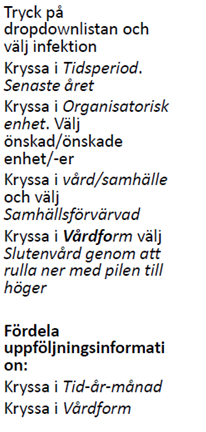 Tryck på
dropdownlistan och
välj infektion
Kryssa i Tidsperiod.
Senaste året
Kryssa i Organisatorisk
enhet. Välj
önskad/önskade
enhet/-er
Kryssa i vård/samhälle
och välj
Samhällsförvärvad
Kryssa i Vårdform välj
Slutenvård genom att
rulla ner med pilen till
höger
Fördela
uppföljningsinformati
on:
Kryssa i Tid-år-månad
Kryssa i Vårdform